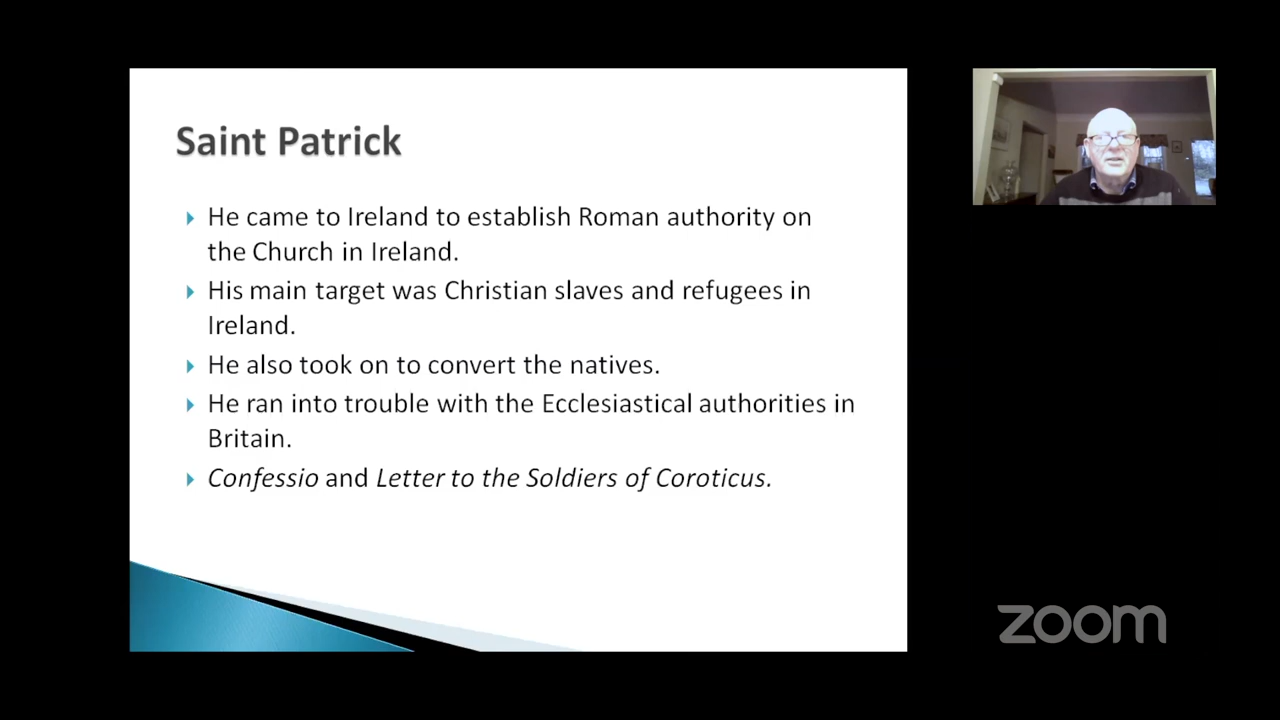 Saint Patrick
He came to Ireland to establish Roman authority on
the Church in Ireland.
His main target was Christian slaves and refugees in
Ireland.
He also took on to convert the natives.
He ran into trouble with the Ecclesiastical authorities in
Britain.
Confessio and Letter to the Soldiers of Coroticus.
zoom